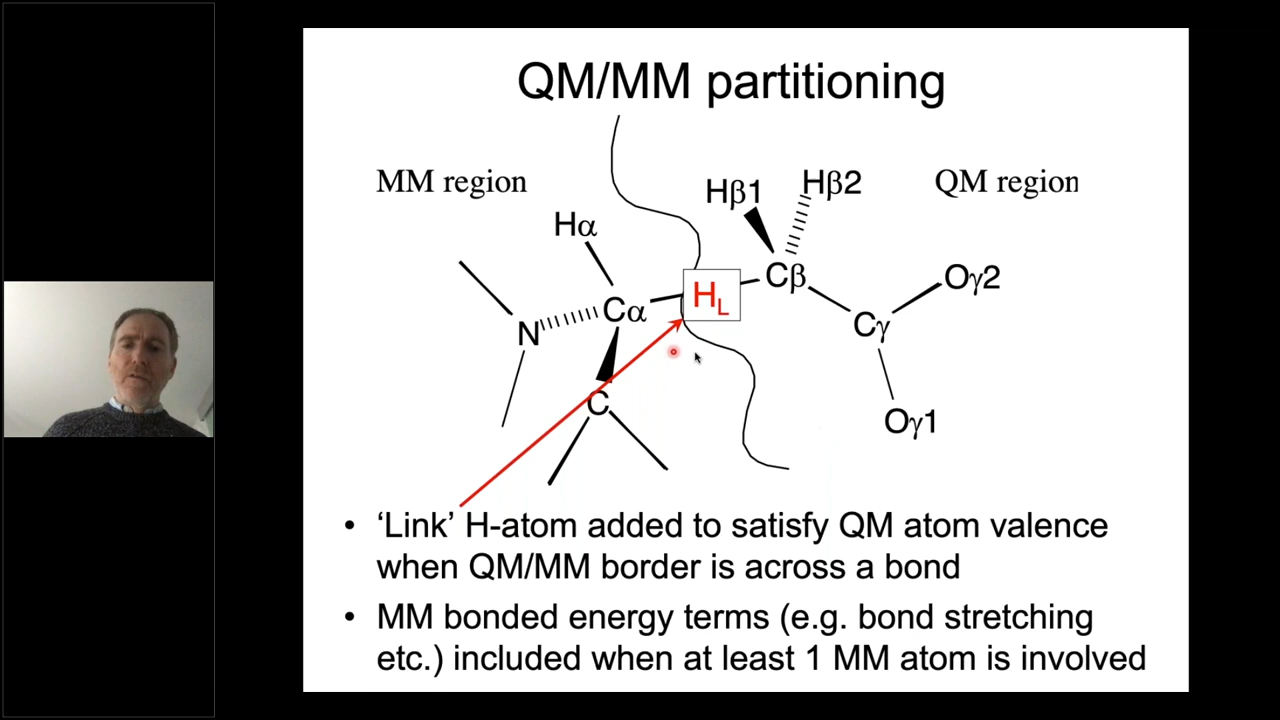 QM/MM partitioning
MM region
Hβ1
Hβ2
QM region
Hα
Cβ
Oγ2
Cα
H_L
N
Cγ
C
Oγ1
• ‘Link’ H-atom added to satisfy QM atom valence
when QM/MM border is across a bond
• MM bonded energy terms (e.g. bond stretching
etc.) included when at least 1 MM atom is involved